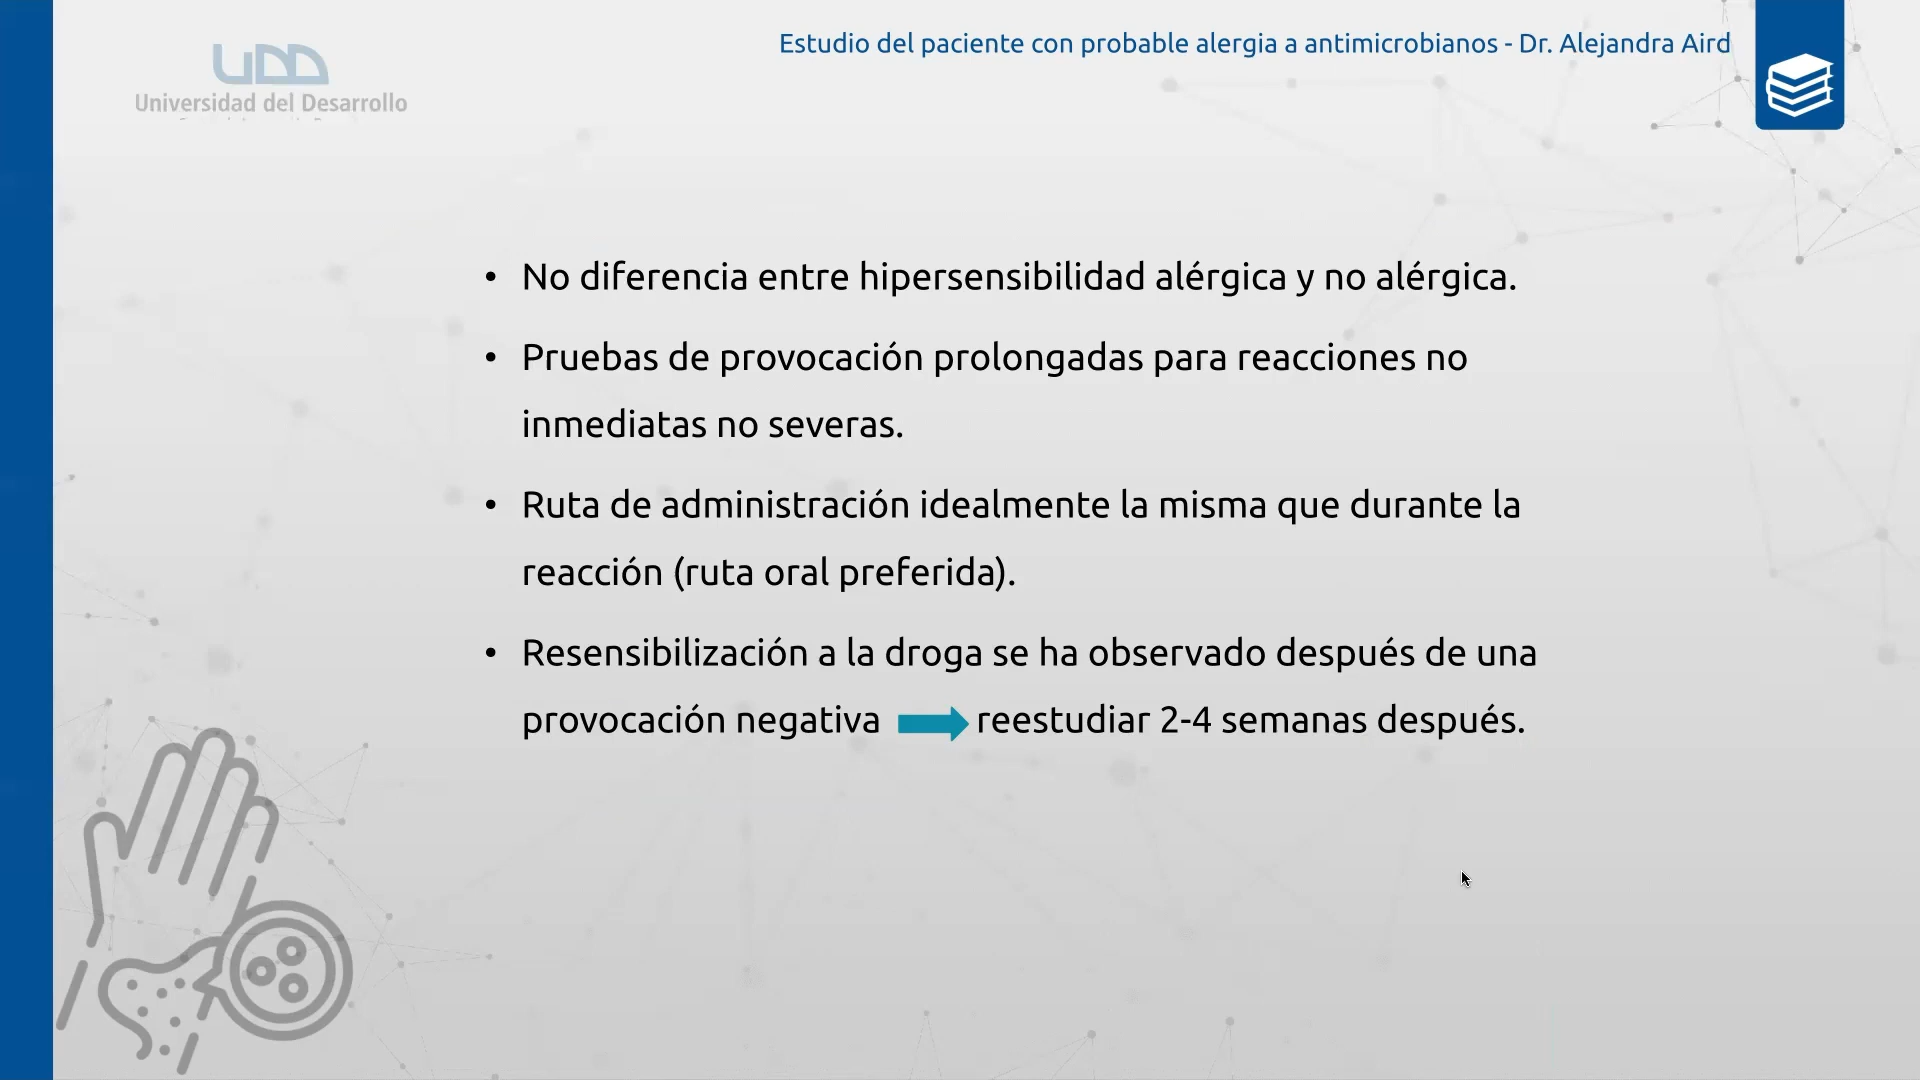 Estudio del paciente con probable alergia a antimicrobianos - Dr. Alejandra Aird
UDD
Universidad del Desarrollo
• No diferencia entre hipersensibilidad alérgica y no alérgica.
• Pruebas de provocación prolongadas para reacciones no
inmediatas no severas.
• Ruta de administración idealmente la misma que durante la
reacción (ruta oral preferida).
• Resensibilización a la droga se ha observado después de una
provocación negativa reestudiar 2-4 semanas después.